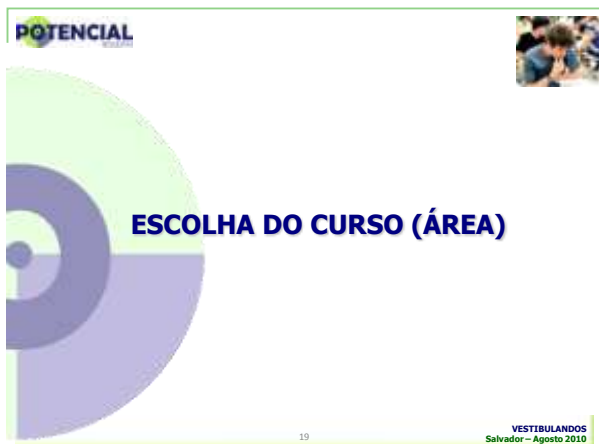 POTENCIAL
ESCOLHA DO CURSO (ÁREA)
19
VESTIBULANDOS
Salvador – Agosto 2010